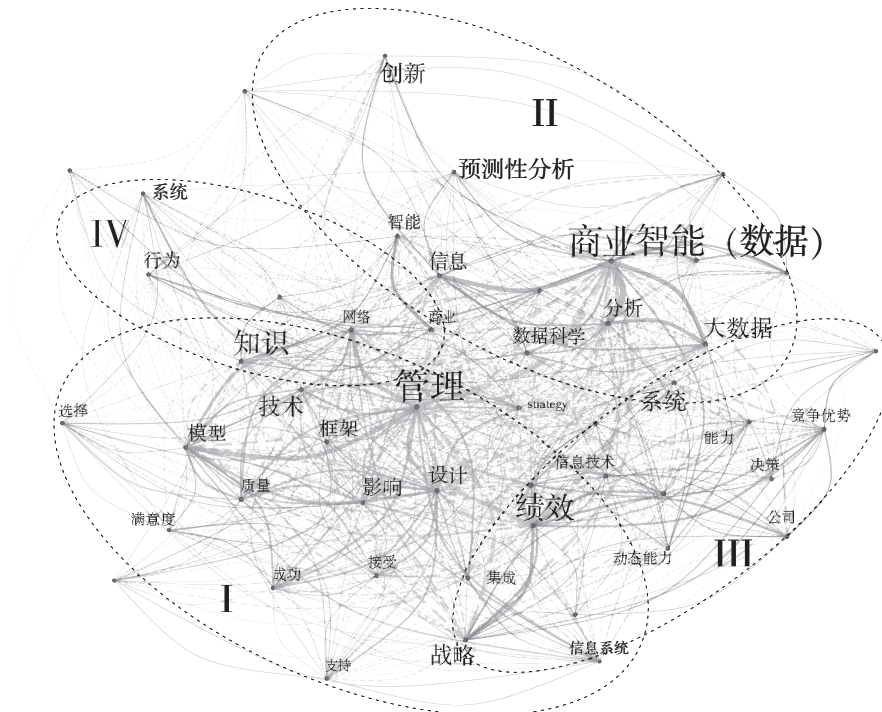 创新
II
预测性分析
系统
智能
IV
商业智能（数据）
行为
信息
网络
商业
分析
数据科学
大数据
知识
管理
技术
strategy
系统
选择
模型
框架
能力
竞争优势
信息技术
决策
质量
影响
设计
绩效
满意度
公司
成功
接受
集成
动态能力
III
I
战略
信息系统
支持